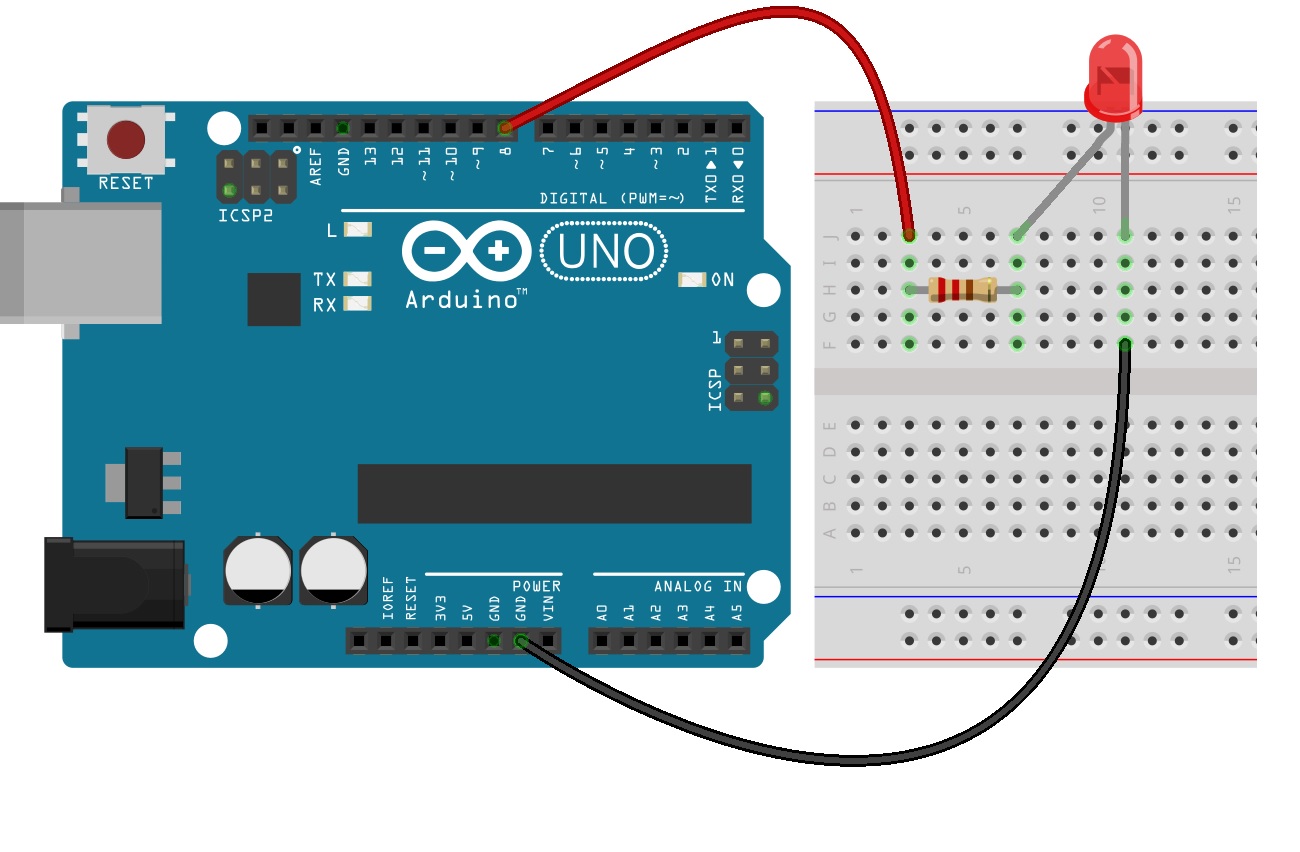 RESET
ICSP2
AREF
GND
13
12
~11
~10
~9
8
7
~6
~5
4
~3
2
TX0▶1
RX0◀0
DIGITAL (PWM=~)
L
TX
RX
UNO
Arduino™
ON
1
ICSP
IOREF
RESET
3V3
5V
GND
GND
VIN
POWER
ANALOG IN
A0
A1
A2
A3
A4
A5
1
5
10
15
J
I
H
G
F
E
D
C
B
A
1
5
15